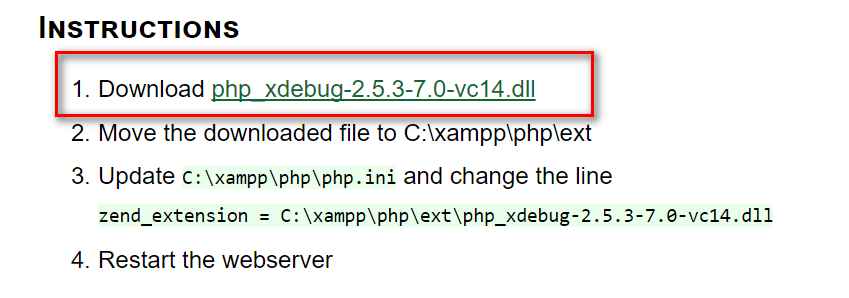 INSTRUCTIONS
1. Download php_xdebug-2.5.3-7.0-vc14.dll
2. Move the downloaded file to C:\xampp\php\ext
3. Update C:\xampp\php\php.ini and change the line
zend_extension = C:\xampp\php\ext\php_xdebug-2.5.3-7.0-vc14.dll
4. Restart the webserver